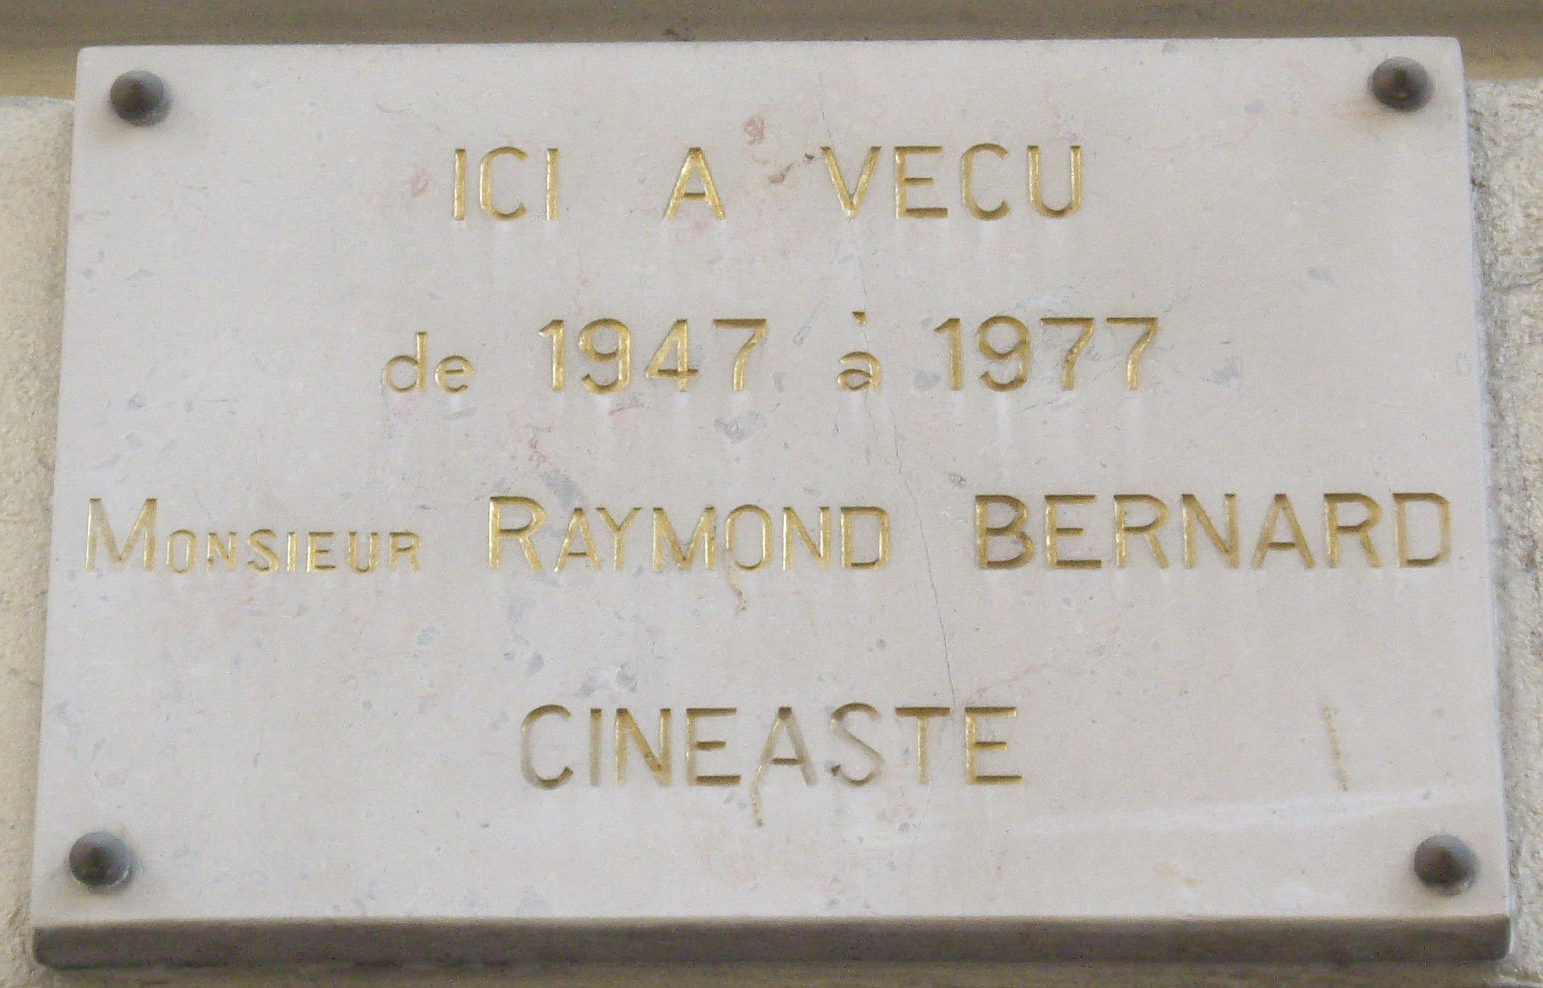 ICI A VECU
de 1947 à 1977
MONSIEUR RAYMOND BERNARD
CINEASTE